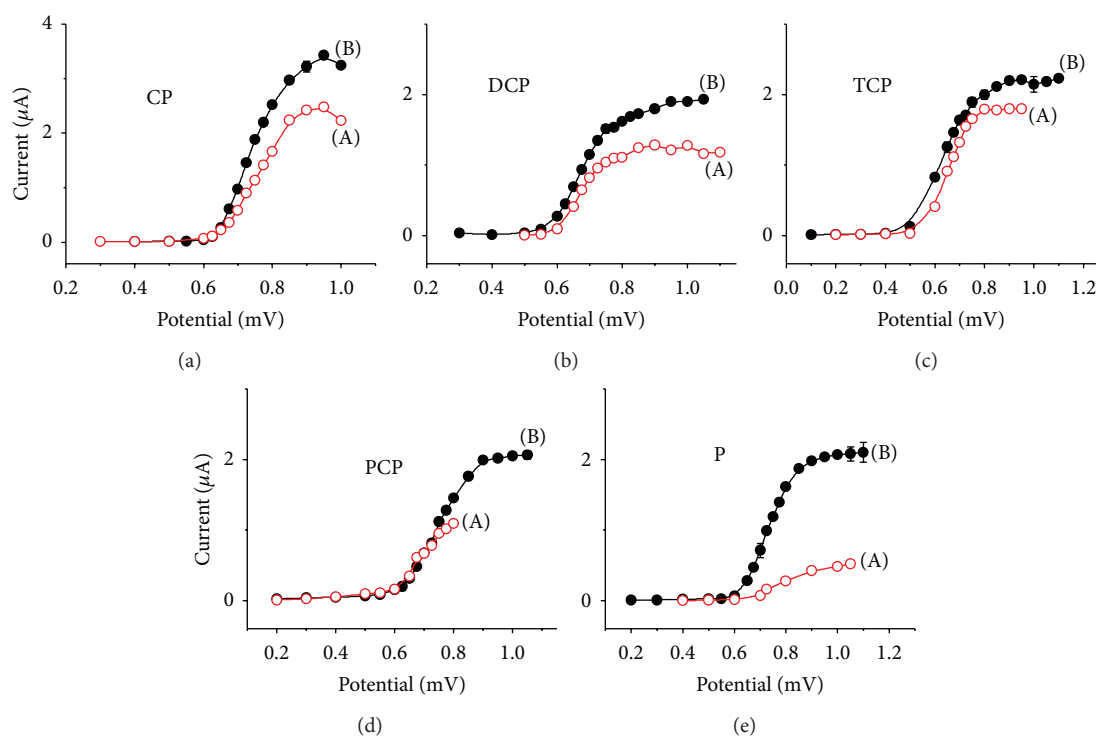 4
2
0
Current (μA)
CP
(B)
(A)
0.2 0.4 0.6 0.8 1.0
Potential (mV)
(a)
2
0
DCP
(B)
(A)
0.2 0.4 0.6 0.8 1.0
Potential (mV)
(b)
2
0
TCP
(B)
(A)
0.0 0.2 0.4 0.6 0.8 1.0 1.2
Potential (mV)
(c)
2
0
Current (μA)
PCP
(B)
(A)
0.2 0.4 0.6 0.8 1.0
Potential (mV)
(d)
2
0
P
(B)
(A)
0.2 0.4 0.6 0.8 1.0 1.2
Potential (mV)
(e)